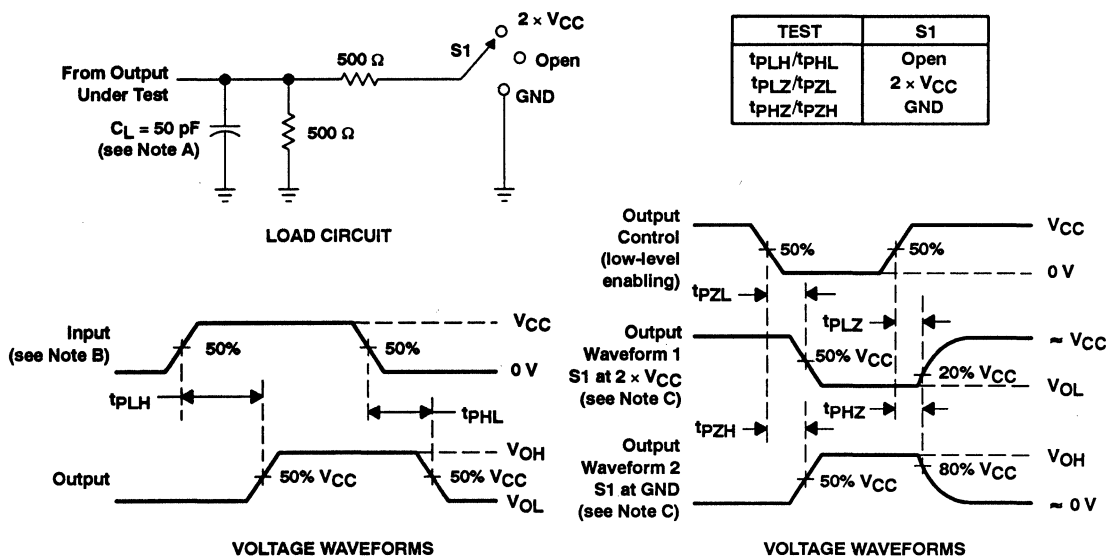 2 × VCC
S1
500 Ω
Open
From Output
Under Test
GND
CL = 50 pF
(see Note A)
500 Ω
LOAD CIRCUIT
TEST S1
tPLH/tPHL Open
tPLZ/tPZL 2 × VCC
tPHZ/tPZH GND
Input
(see Note B)
VCC
50%
50%
0 V
tPLH
tPHL
Output
VOH
50% VCC
50% VCC
VOL
VOLTAGE WAVEFORMS
Output
Control
(low-level
enabling)
VCC
50%
50%
0 V
tPZL
tPLZ
Output
Waveform 1
S1 at 2 × VCC
(see Note C)
≈ VCC
50% VCC
20% VCC
VOL
tPHZ
tPZH
Output
Waveform 2
S1 at GND
(see Note C)
VOH
50% VCC
80% VCC
≈ 0 V
VOLTAGE WAVEFORMS